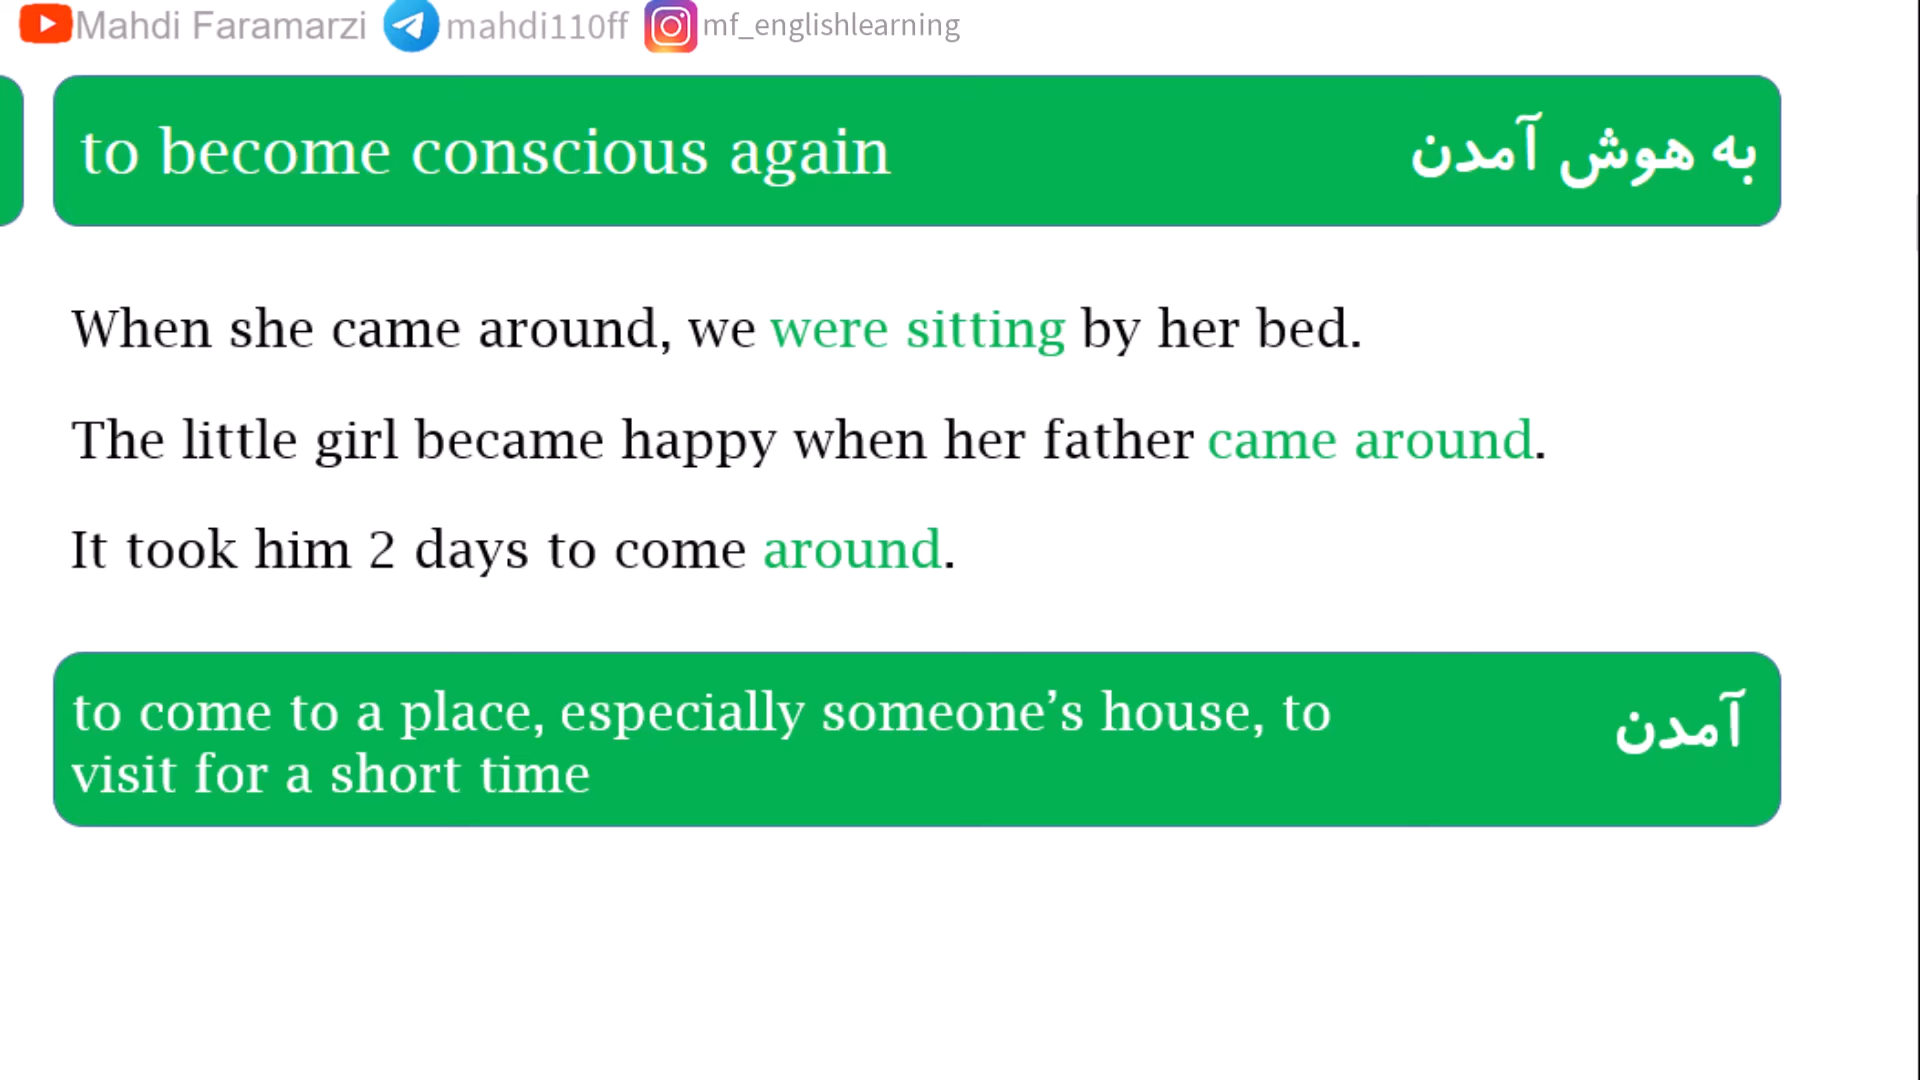 Mahdi Faramarzi mahdi110ff mf_englishlearning
to become conscious again به هوش آمدن
When she came around, we were sitting by her bed.
The little girl became happy when her father came around.
It took him 2 days to come around.
to come to a place, especially someone’s house, to آمدن
visit for a short time